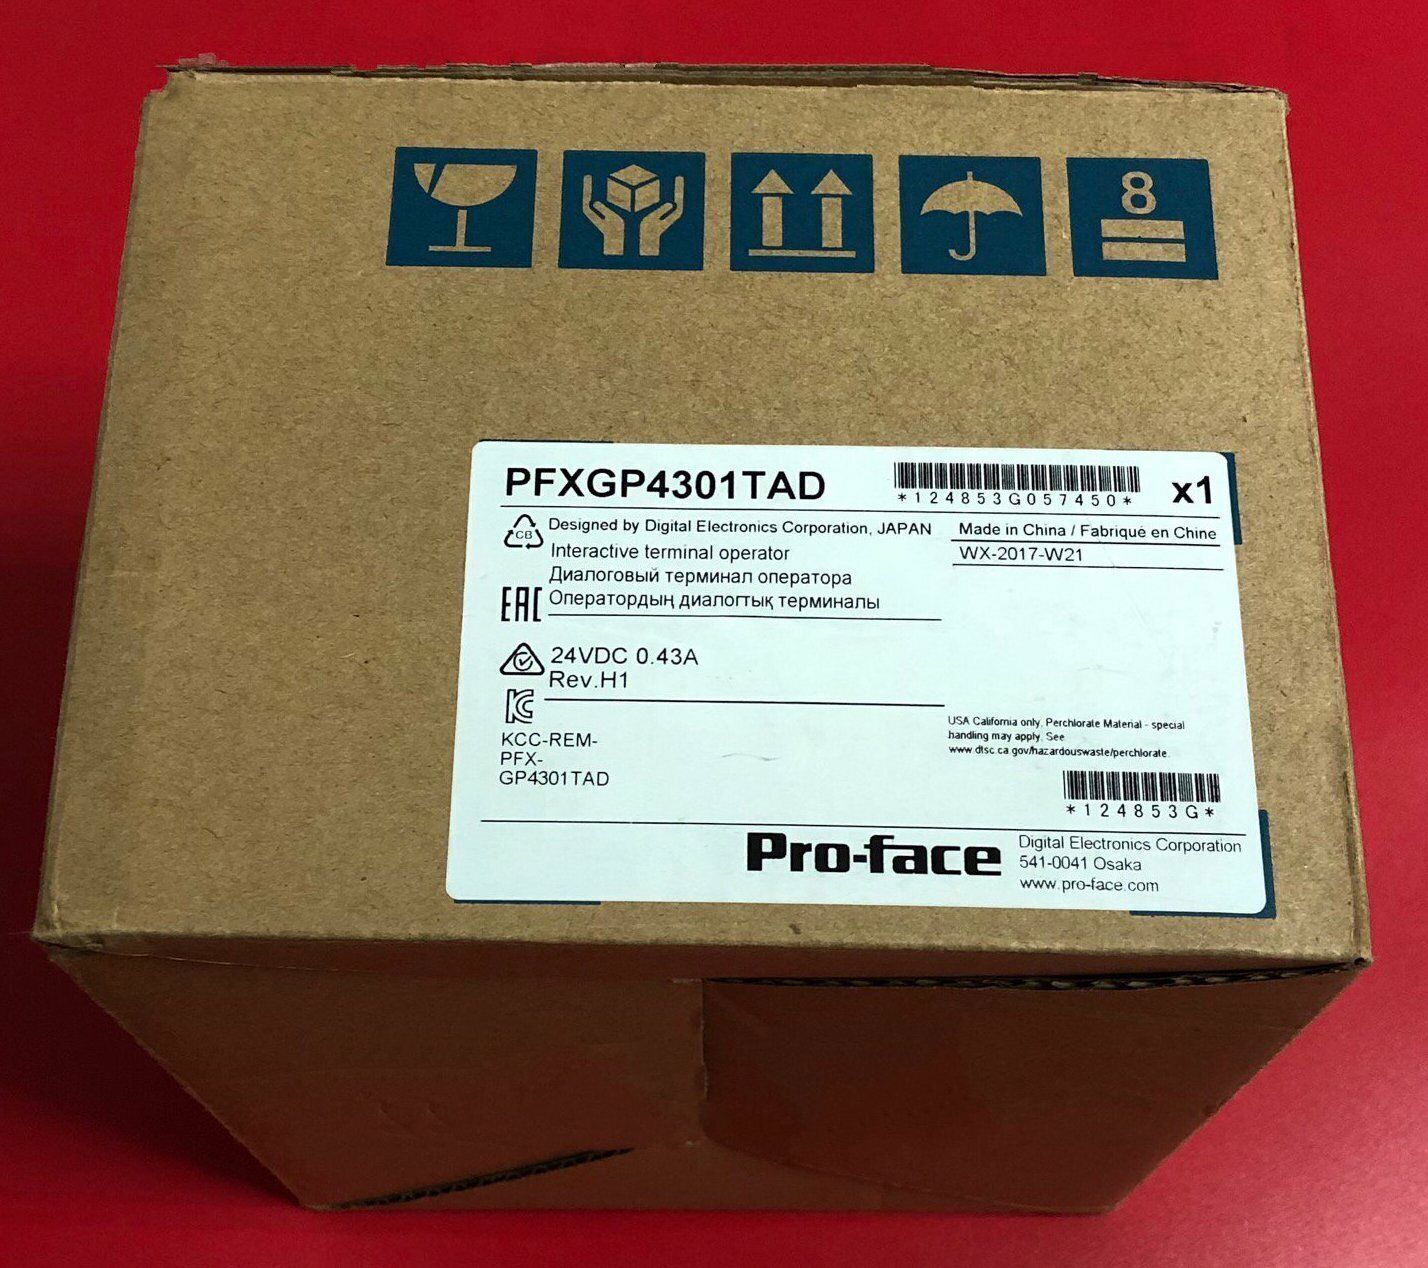 8
PFXGP4301TAD
*124853G057450*
x1
CB
Designed by Digital Electronics Corporation, JAPAN
Made in China / Fabriqué en Chine
Interactive terminal operator
WX-2017-W21
Диалоговый терминал оператора
EAC
Оператордың диалогтық терминалы
24VDC 0.43A
Rev.H1
KCC-REM-
PFX-
GP4301TAD
USA California only. Perchlorate Material - special
handling may apply. See
www.dtsc.ca.gov/hazardouswaste/perchlorate.
*124853G*
Pro-face
Digital Electronics Corporation
541-0041 Osaka
www.pro-face.com